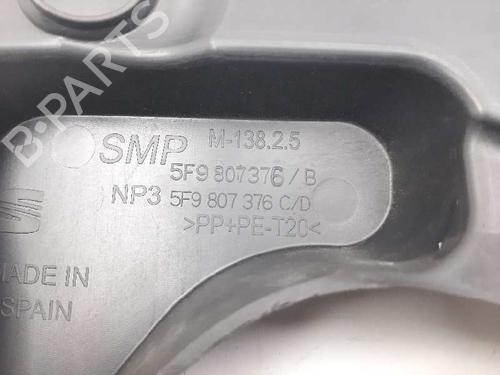 B-PARTS
SMP M-138.2.5
5F9 807376/B
NP3 5F9 807 376 C/D
>PP+PE-T20<
MADE IN
SPAIN